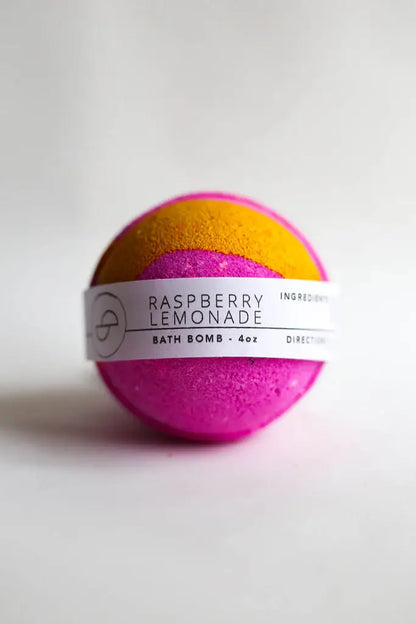 RASPBERRY
LEMONADE
BATH BOMB - 4oz
INGREDIENTS
DIRECTIONS